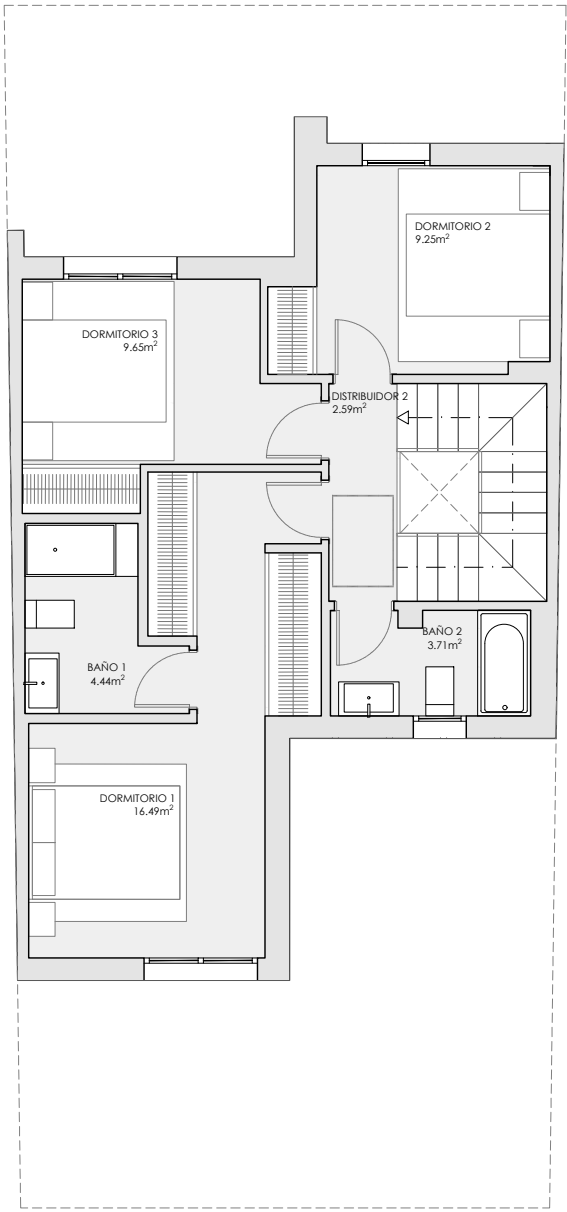 DORMITORIO 2
9.25m²
DORMITORIO 3
9.65m²
DISTRIBUIDOR 2
2.59m²
BAÑO 2
3.71m²
BAÑO 1
4.44m²
DORMITORIO 1
16.49m²